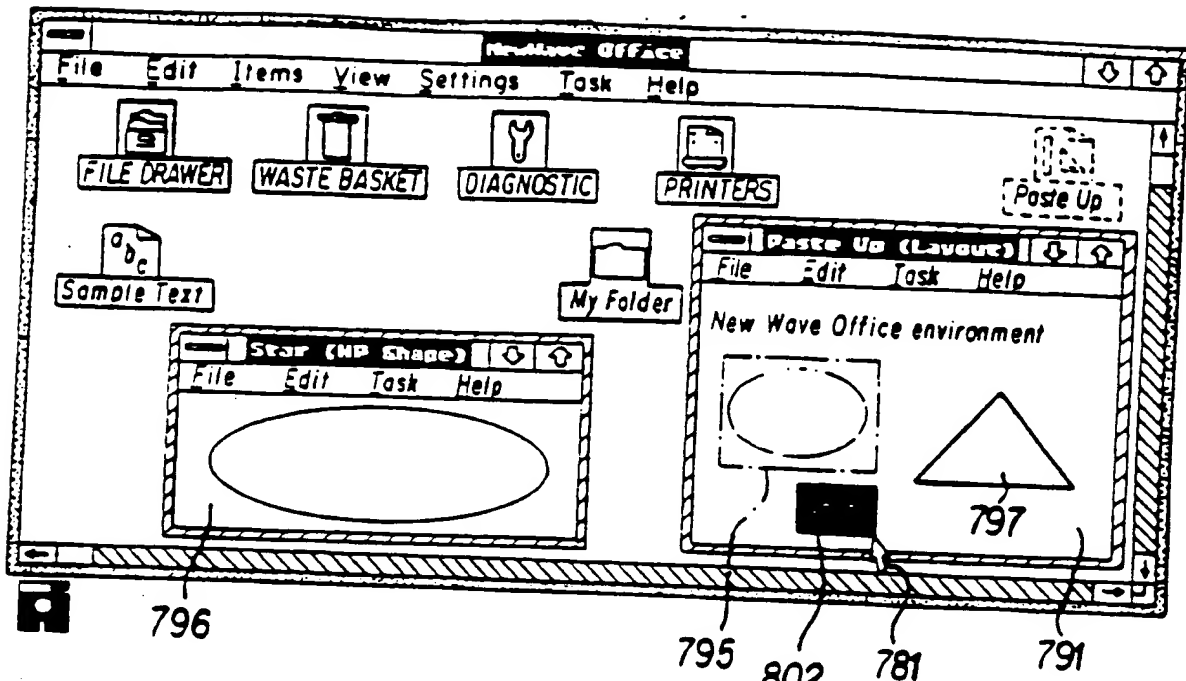 NewWave Office
File Edit Items View Settings Task Help
FILE DRAWER WASTE BASKET DIAGNOSTIC PRINTERS Paste Up
abc
Sample Text My Folder
Paste Up (Layout)
File Edit Task Help
New Wave Office environment
Star (HP Shape)
File Edit Task Help
797
796 795 802 781 791